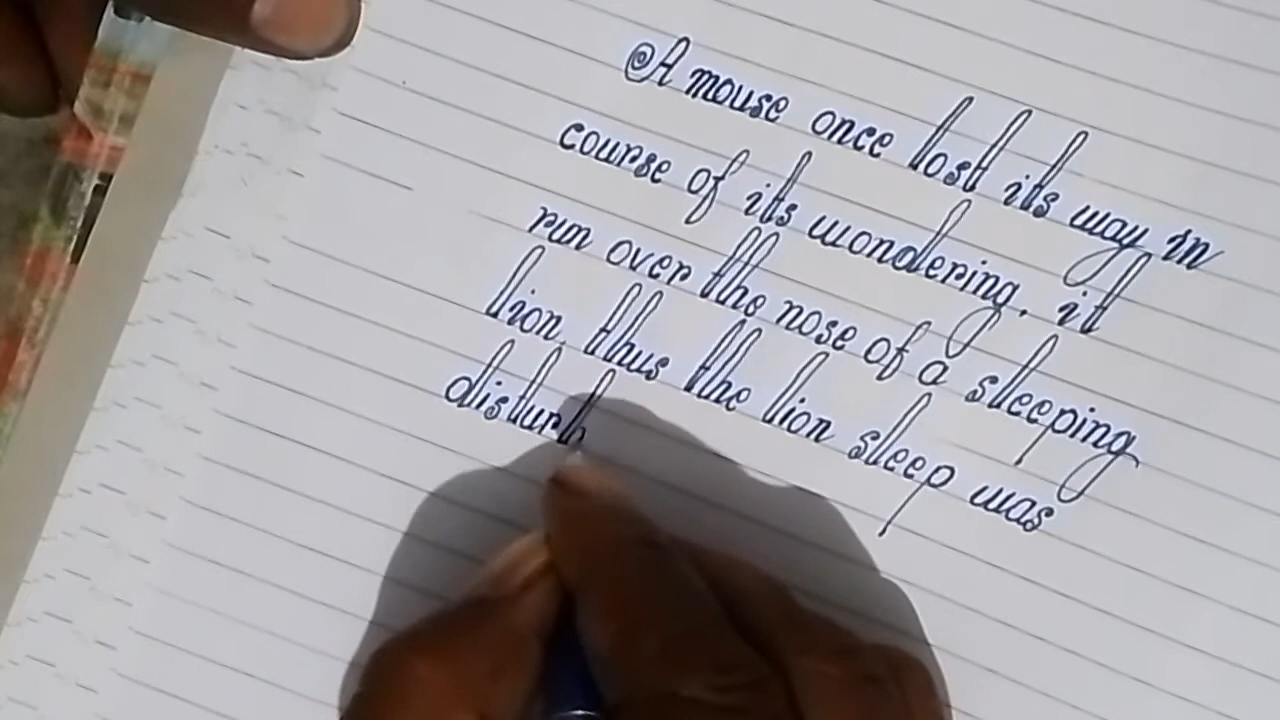 A mouse once lost its way in
course of its wondering. it
run over the nose of a sleeping
lion, thus the lion sleep was
disturb